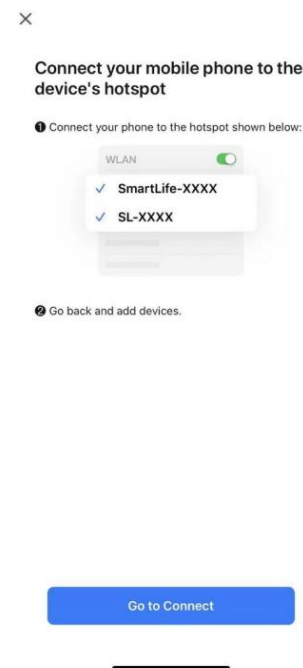 Connect your mobile phone to the
device's hotspot
❶ Connect your phone to the hotspot shown below:
WLAN
✓ SmartLife-XXXX
✓ SL-XXXX
❷ Go back and add devices.
Go to Connect